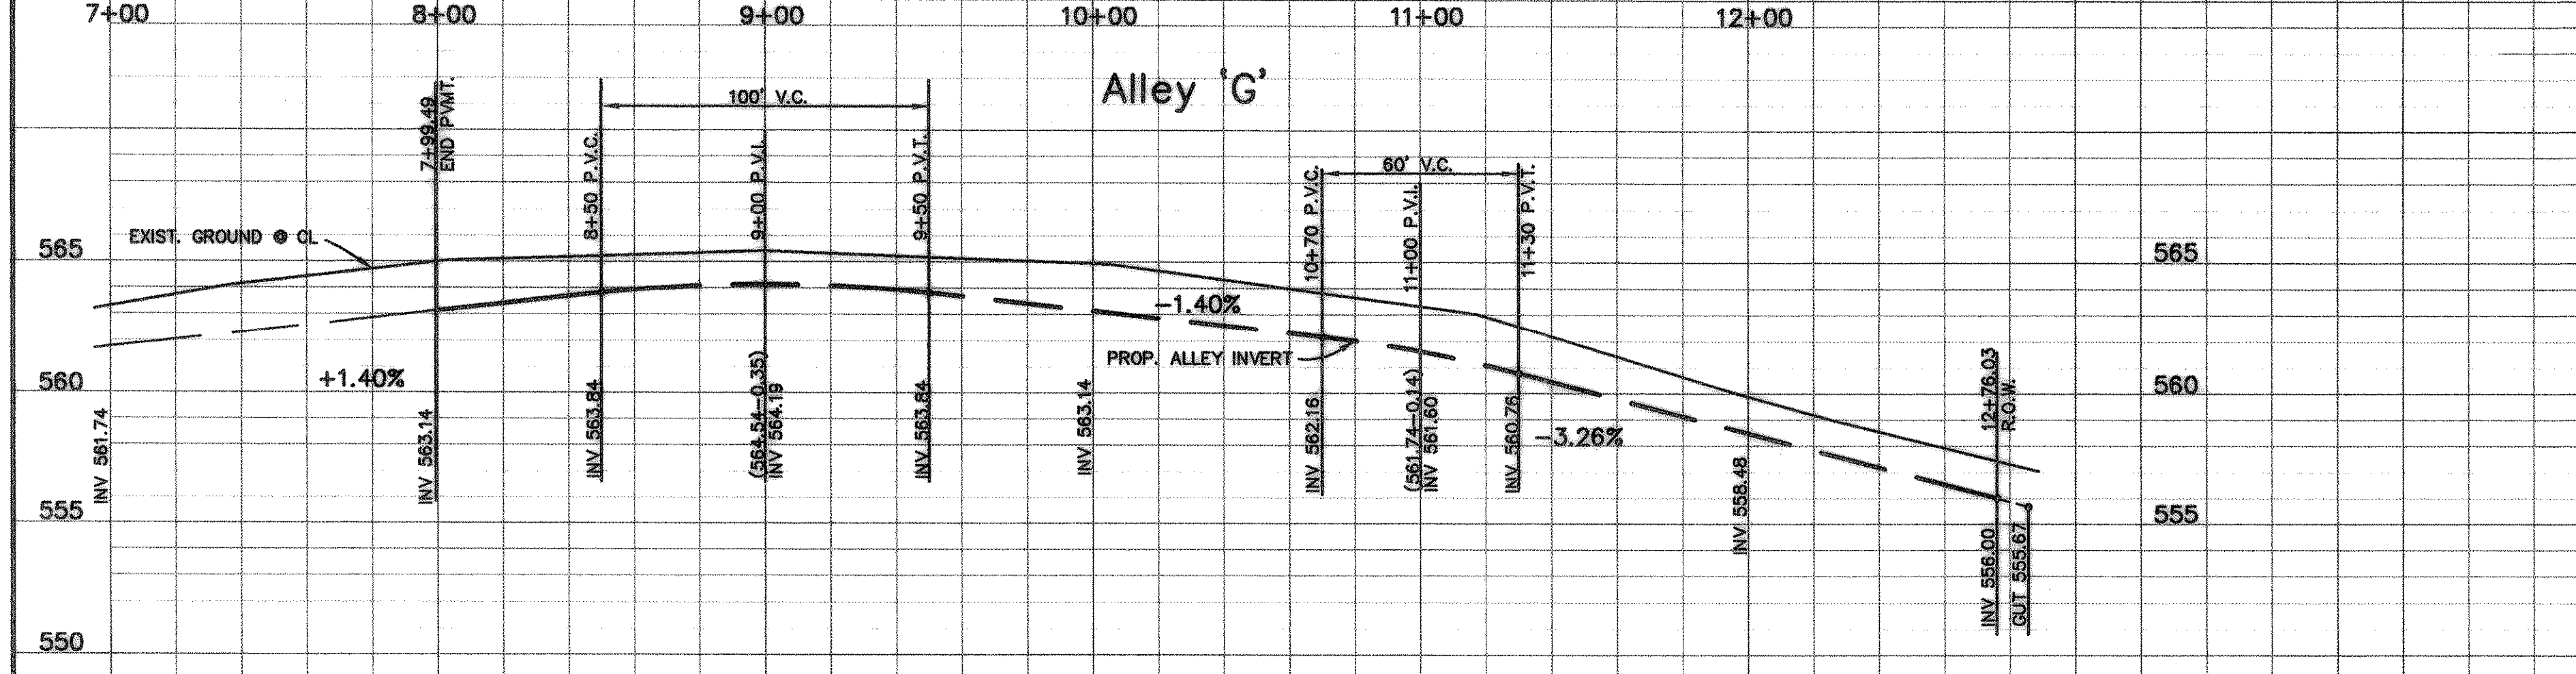 7+00
8+00
9+00
10+00
11+00
12+00
Alley 'G'
7+99.49
END PVMT.
100' V.C.
8+50 P.V.C.
9+00 P.V.I.
9+50 P.V.T.
60' V.C.
10+70 P.V.C.
11+00 P.V.I.
11+30 P.V.T.
EXIST. GROUND @ CL
565
565
-1.40%
PROP. ALLEY INVERT
+1.40%
560
560
-3.26%
12+76.03
R.O.W.
INV 561.74
INV 563.14
INV 563.84
(564.54-0.35)
INV 564.19
INV 563.84
INV 563.14
INV 562.16
(561.74-0.14)
INV 561.60
INV 560.76
INV 558.48
INV 556.00
GUT 555.67
555
555
550